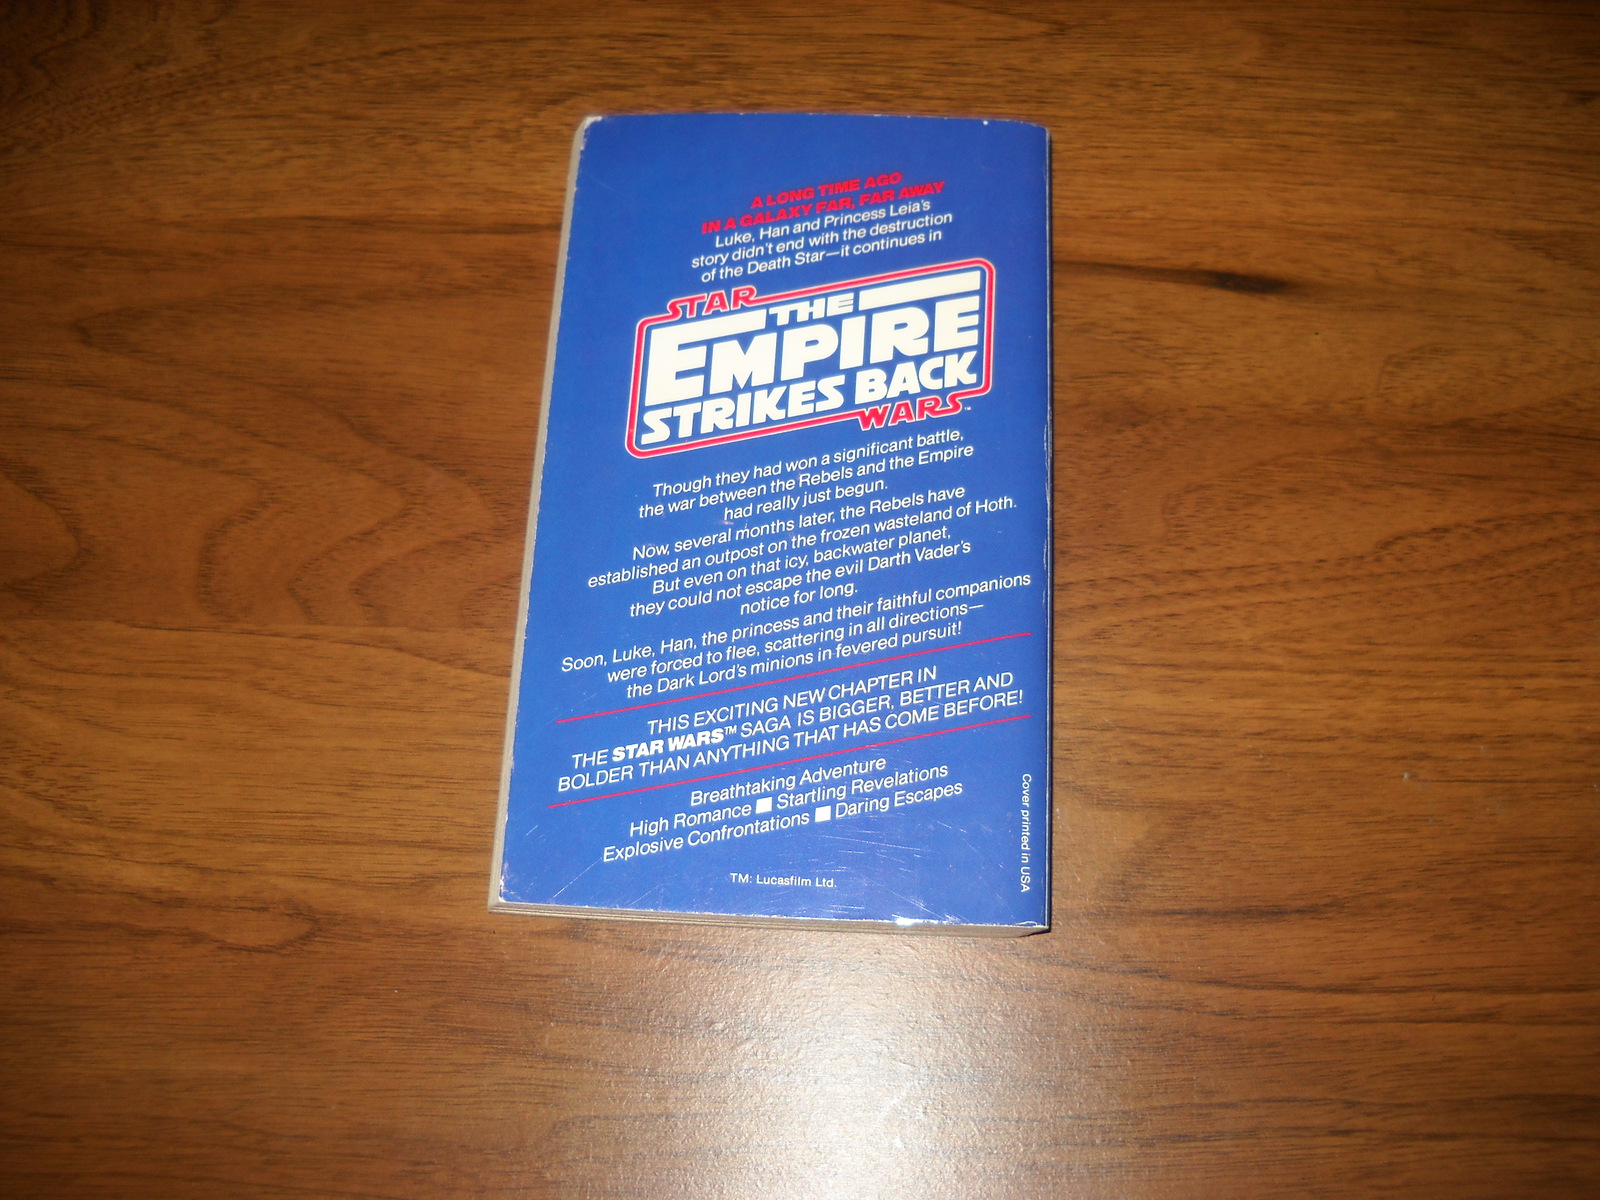 A LONG TIME AGO
IN A GALAXY FAR, FAR AWAY
Luke, Han and Princess Leia's
story didn't end with the destruction
of the Death Star—it continues in
STAR
THE
EMPIRE
STRIKES BACK
WARS™
Though they had won a significant battle,
the war between the Rebels and the Empire
had really just begun.
Now, several months later, the Rebels have
established an outpost on the frozen wasteland of Hoth.
But even on that icy, backwater planet,
they could not escape the evil Darth Vader's
notice for long.
Soon, Luke, Han, the princess and their faithful companions
were forced to flee, scattering in all directions—
the Dark Lord's minions in fevered pursuit!
THIS EXCITING NEW CHAPTER IN
THE STAR WARS™ SAGA IS BIGGER, BETTER AND
BOLDER THAN ANYTHING THAT HAS COME BEFORE!
Breathtaking Adventure
High Romance ■ Startling Revelations
Explosive Confrontations ■ Daring Escapes
TM: Lucasfilm Ltd.
Cover printed in USA